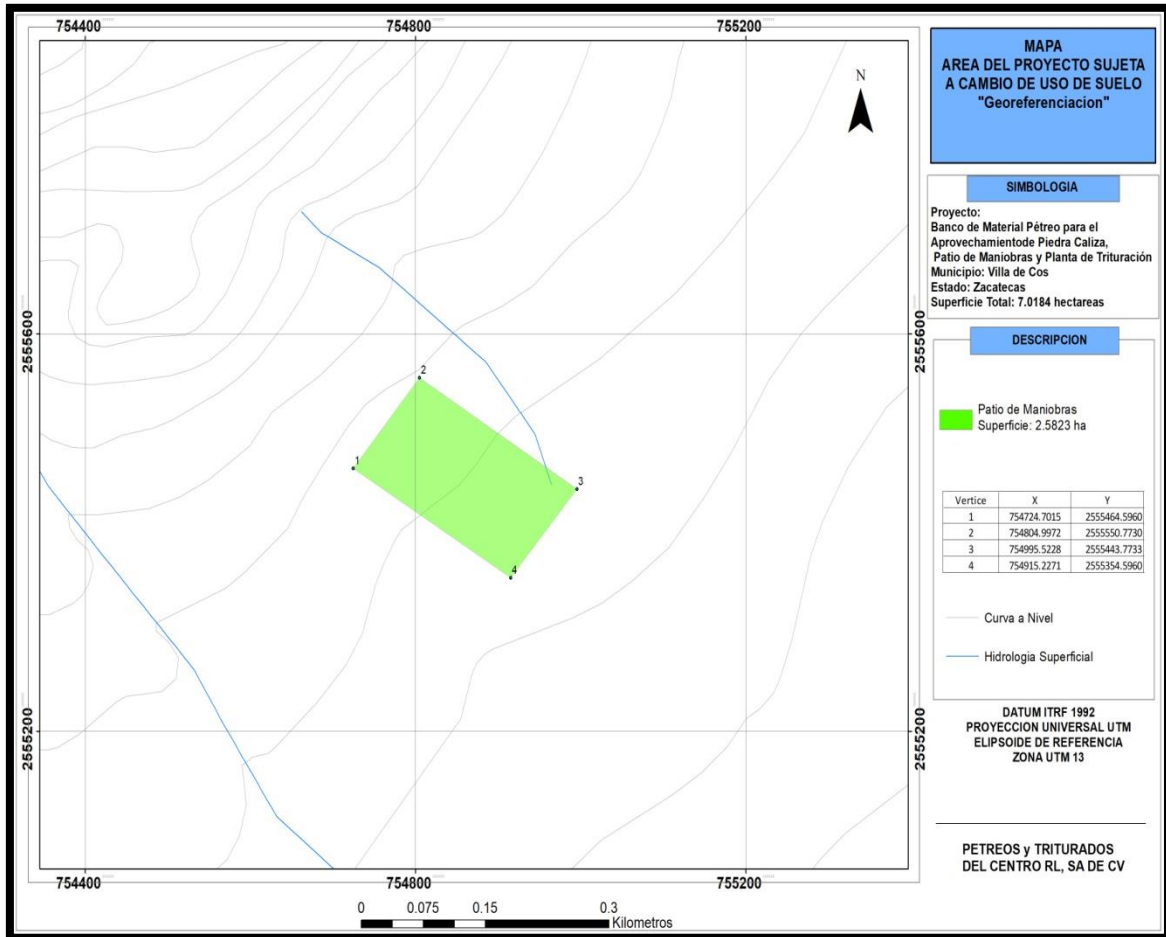 754400 754800 755200
MAPA
AREA DEL PROYECTO SUJETA
A CAMBIO DE USO DE SUELO
"Georeferenciacion"
N
SIMBOLOGIA
Proyecto:
Banco de Material Pétreo para el
Aprovechamientode Piedra Caliza,
Patio de Maniobras y Planta de Trituración
Municipio: Villa de Cos
Estado: Zacatecas
Superficie Total: 7.0184 hectareas
2555600 2555600
DESCRIPCION
2
1
3
4
Patio de Maniobras
Superficie: 2.5823 ha
Vertice X Y
1 754724.7015 2555464.5960
2 754804.9972 2555550.7730
3 754995.5228 2555443.7733
4 754915.2271 2555354.5960
Curva a Nivel
Hidrologia Superficial
2555200 2555200
DATUM ITRF 1992
PROYECCION UNIVERSAL UTM
ELIPSOIDE DE REFERENCIA
ZONA UTM 13
PETREOS y TRITURADOS
DEL CENTRO RL, SA DE CV
754400 754800 755200
0 0.075 0.15 0.3
Kilometros